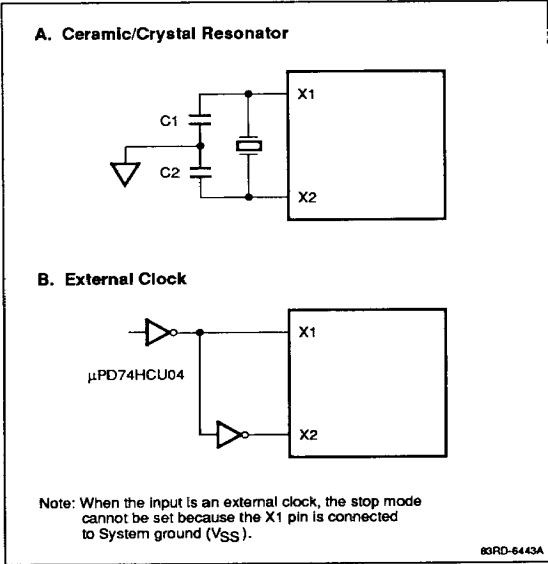 A. Ceramic/Crystal Resonator
X1
C1
C2
X2
B. External Clock
X1
μPD74HCU04
X2
Note: When the input is an external clock, the stop mode
cannot be set because the X1 pin is connected
to System ground (VSS).
83RD-6443A